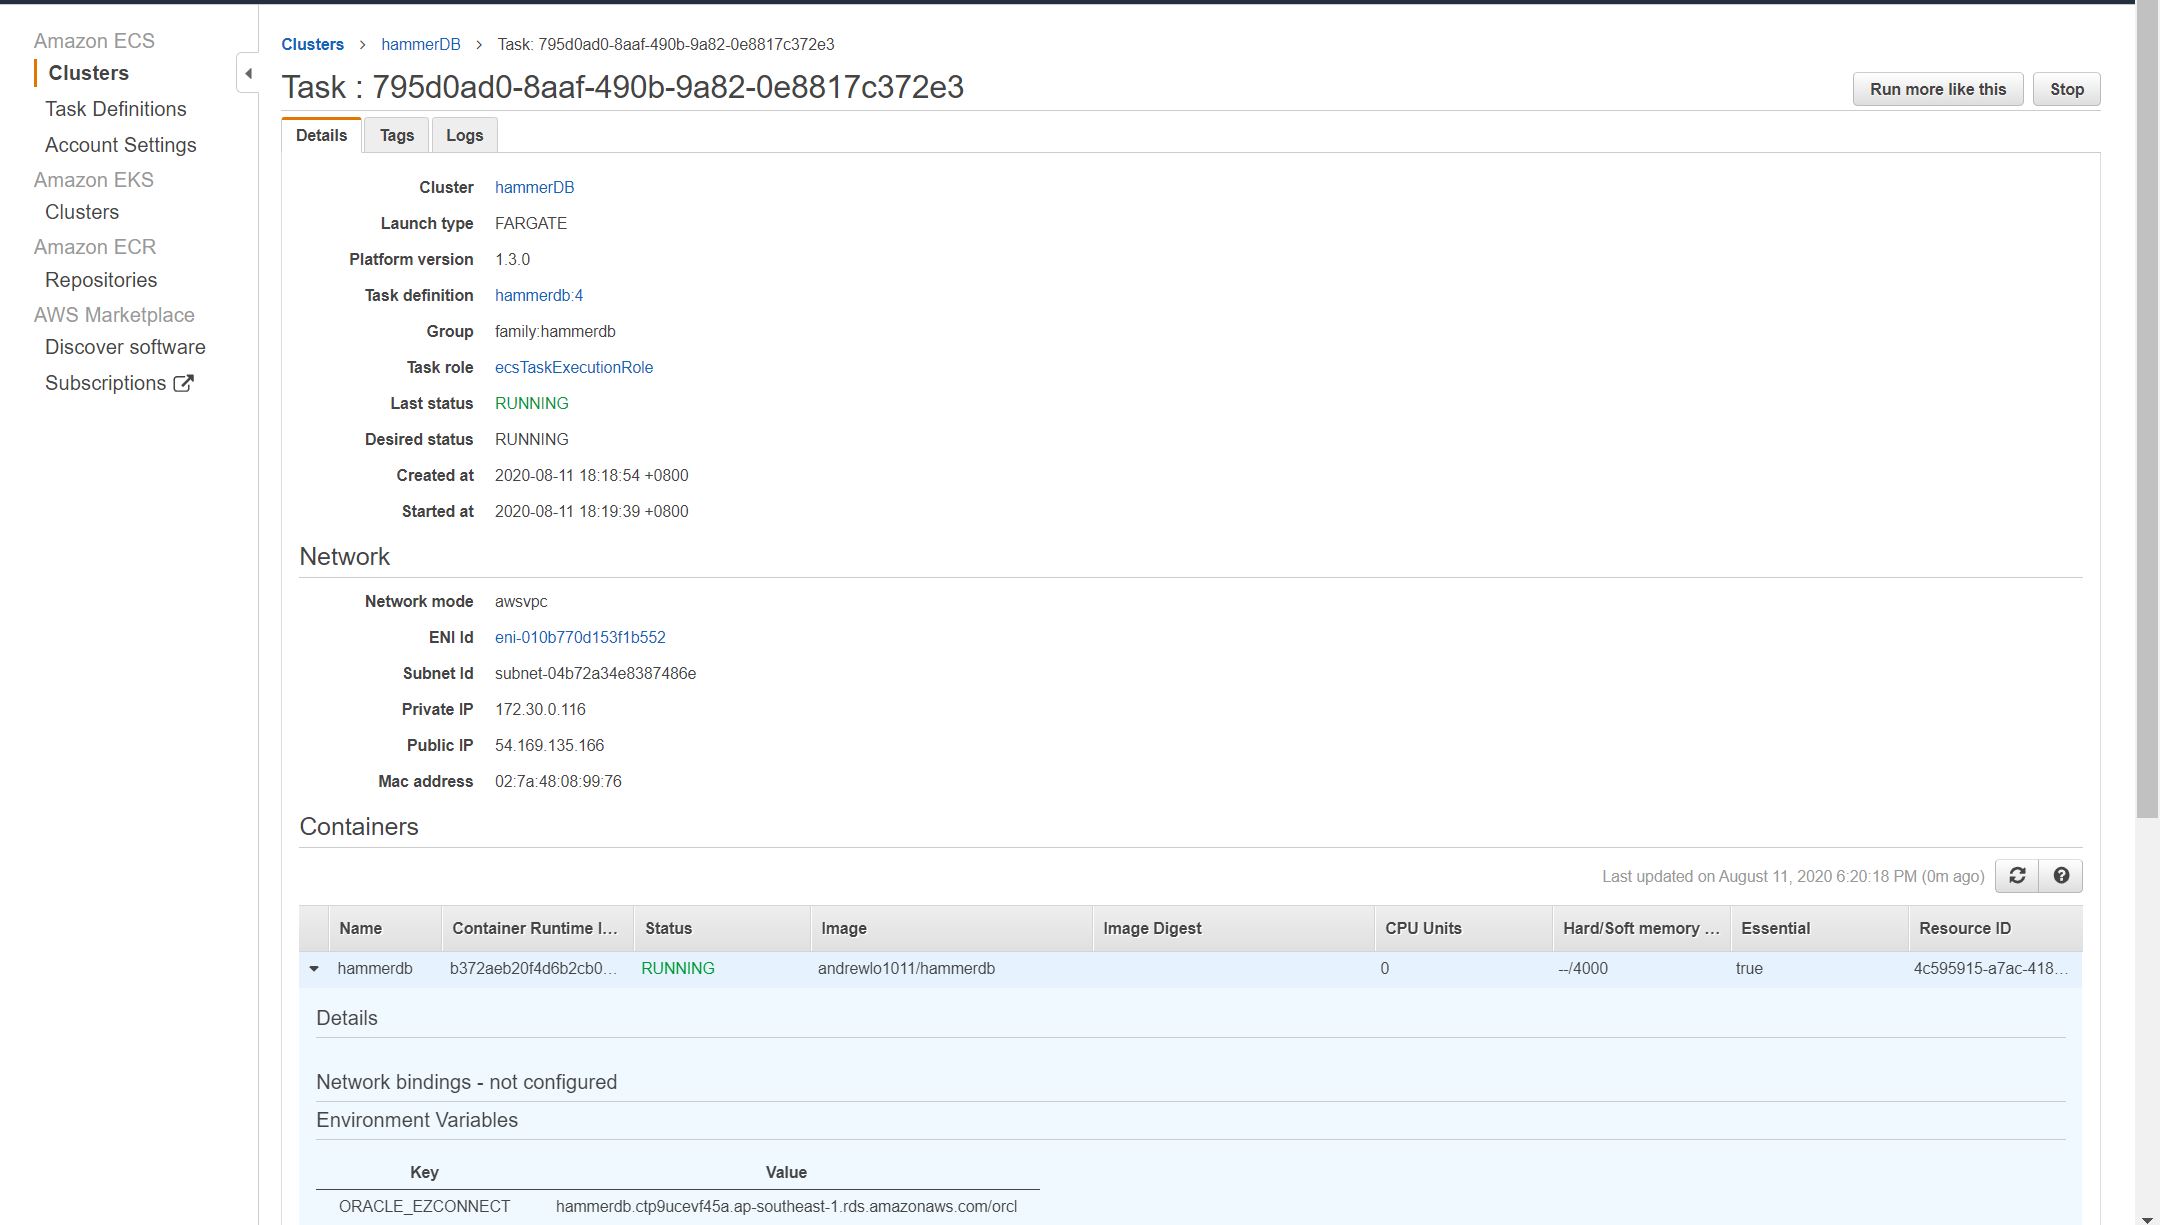 Amazon ECS
Clusters
Task Definitions
Account Settings
Amazon EKS
Clusters
Amazon ECR
Repositories
AWS Marketplace
Discover software
Subscriptions
Clusters > hammerDB > Task: 795d0ad0-8aaf-490b-9a82-0e8817c372e3
Task : 795d0ad0-8aaf-490b-9a82-0e8817c372e3
Run more like this Stop
Details Tags Logs
Cluster hammerDB
Launch type FARGATE
Platform version 1.3.0
Task definition hammerdb:4
Group family:hammerdb
Task role ecsTaskExecutionRole
Last status RUNNING
Desired status RUNNING
Created at 2020-08-11 18:18:54 +0800
Started at 2020-08-11 18:19:39 +0800
Network
Network mode awsvpc
ENI Id eni-010b770d153f1b552
Subnet Id subnet-04b72a34e8387486e
Private IP 172.30.0.116
Public IP 54.169.135.166
Mac address 02:7a:48:08:99:76
Containers
Last updated on August 11, 2020 6:20:18 PM (0m ago)
Name Container Runtime I... Status Image Image Digest CPU Units Hard/Soft memory ... Essential Resource ID
hammerdb b372aeb20f4d6b2cb0... RUNNING andrewlo1011/hammerdb 0 --/4000 true 4c595915-a7ac-418...
Details
Network bindings - not configured
Environment Variables
Key Value
ORACLE_EZCONNECT hammerdb.ctp9ucevf45a.ap-southeast-1.rds.amazonaws.com/orcl